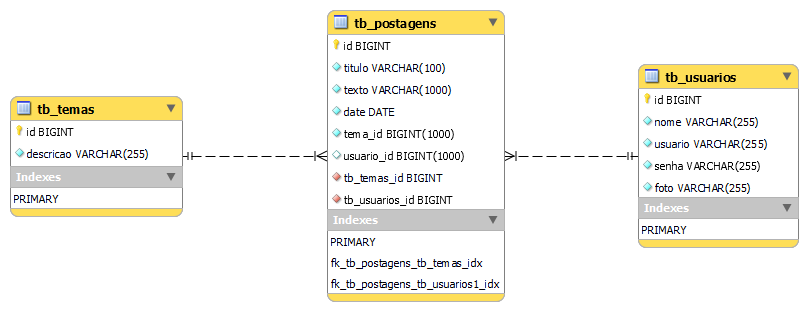 tb_temas
id BIGINT
descricao VARCHAR(255)
Indexes
PRIMARY
tb_postagens
id BIGINT
titulo VARCHAR(100)
texto VARCHAR(1000)
date DATE
tema_id BIGINT(1000)
usuario_id BIGINT(1000)
tb_temas_id BIGINT
tb_usuarios_id BIGINT
Indexes
PRIMARY
fk_tb_postagens_tb_temas_idx
fk_tb_postagens_tb_usuarios1_idx
tb_usuarios
id BIGINT
nome VARCHAR(255)
usuario VARCHAR(255)
senha VARCHAR(255)
foto VARCHAR(255)
Indexes
PRIMARY